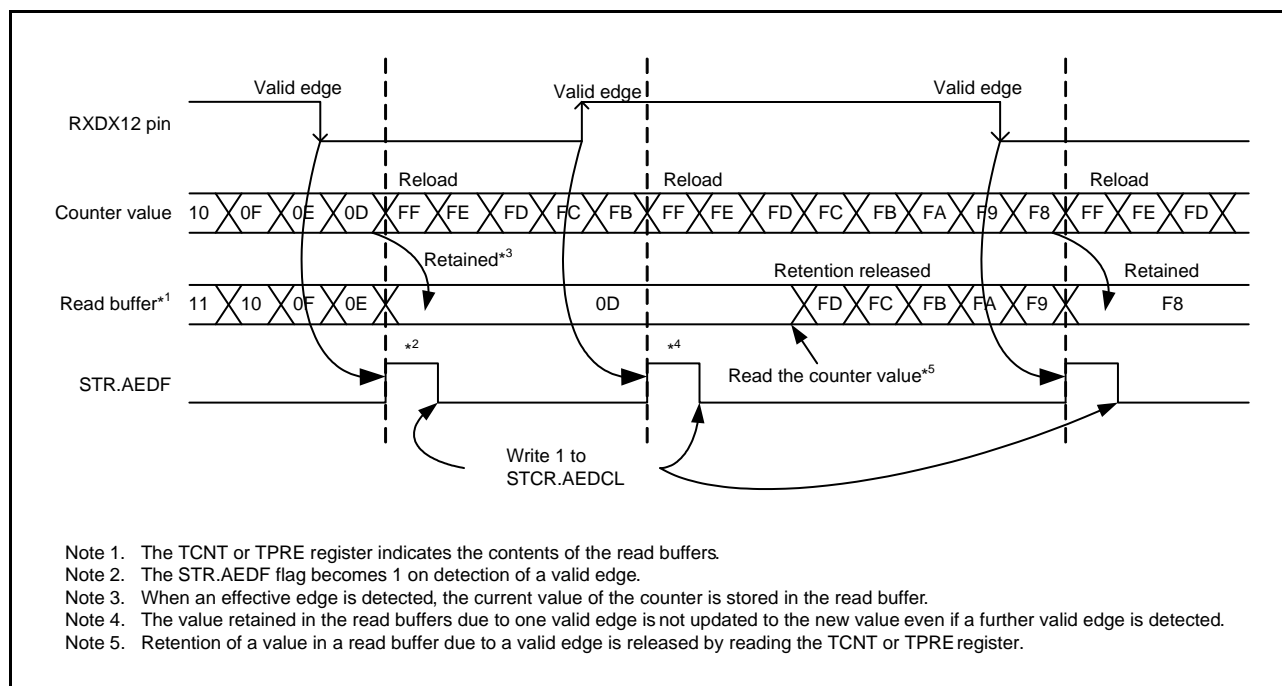 Valid edge Valid edge Valid edge
RXDX12 pin
Reload Reload Reload
Counter value 10 0F 0E 0D FF FE FD FC FB FF FE FD FC FB FA F9 F8 FF FE FD
Retained*3 Retention released Retained
Read buffer*1 11 10 0F 0E 0D FD FC FB FA F9 F8
*2 *4 Read the counter value*5
STR.AEDF
Write 1 to
STCR.AEDCL
Note 1. The TCNT or TPRE register indicates the contents of the read buffers.
Note 2. The STR.AEDF flag becomes 1 on detection of a valid edge.
Note 3. When an effective edge is detected, the current value of the counter is stored in the read buffer.
Note 4. The value retained in the read buffers due to one valid edge is not updated to the new value even if a further valid edge is detected.
Note 5. Retention of a value in a read buffer due to a valid edge is released by reading the TCNT or TPRE register.